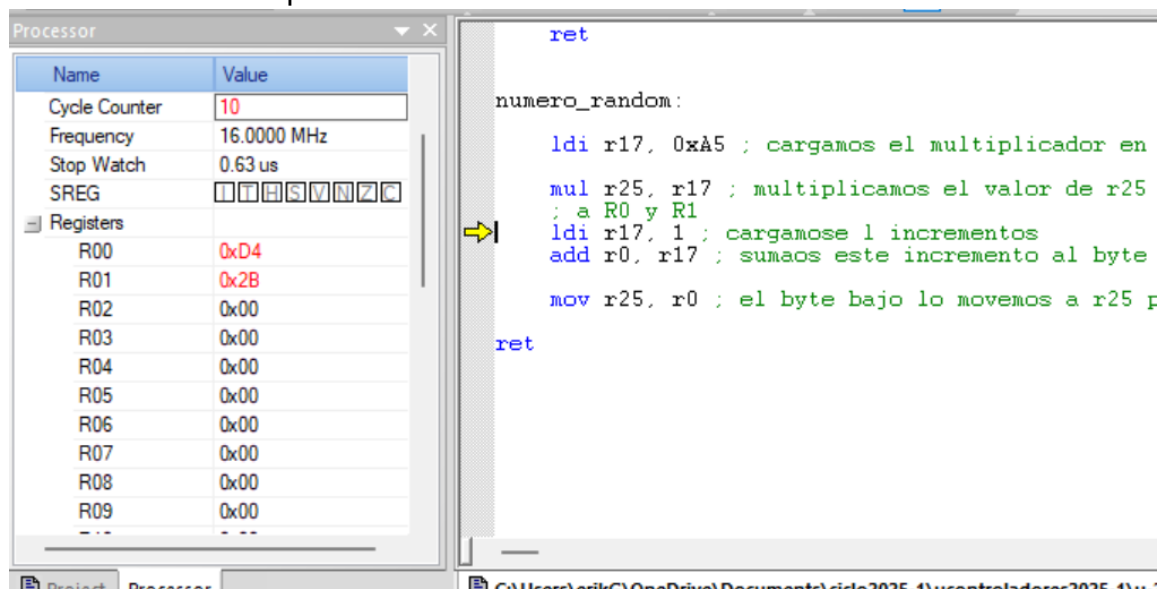 Processor
Name Value
Cycle Counter 10
Frequency 16.0000 MHz
Stop Watch 0.63 us
SREG I T H S V N Z C
Registers
R00 0xD4
R01 0x2B
R02 0x00
R03 0x00
R04 0x00
R05 0x00
R06 0x00
R07 0x00
R08 0x00
R09 0x00
Project Processor
ret
numero_random:
ldi r17, 0xA5 ; cargamos el multiplicador en
mul r25, r17 ; multiplicamos el valor de r25
; a R0 y R1
ldi r17, 1 ; cargamose l incrementos
add r0, r17 ; sumaos este incremento al byte
mov r25, r0 ; el byte bajo lo movemos a r25 p
ret